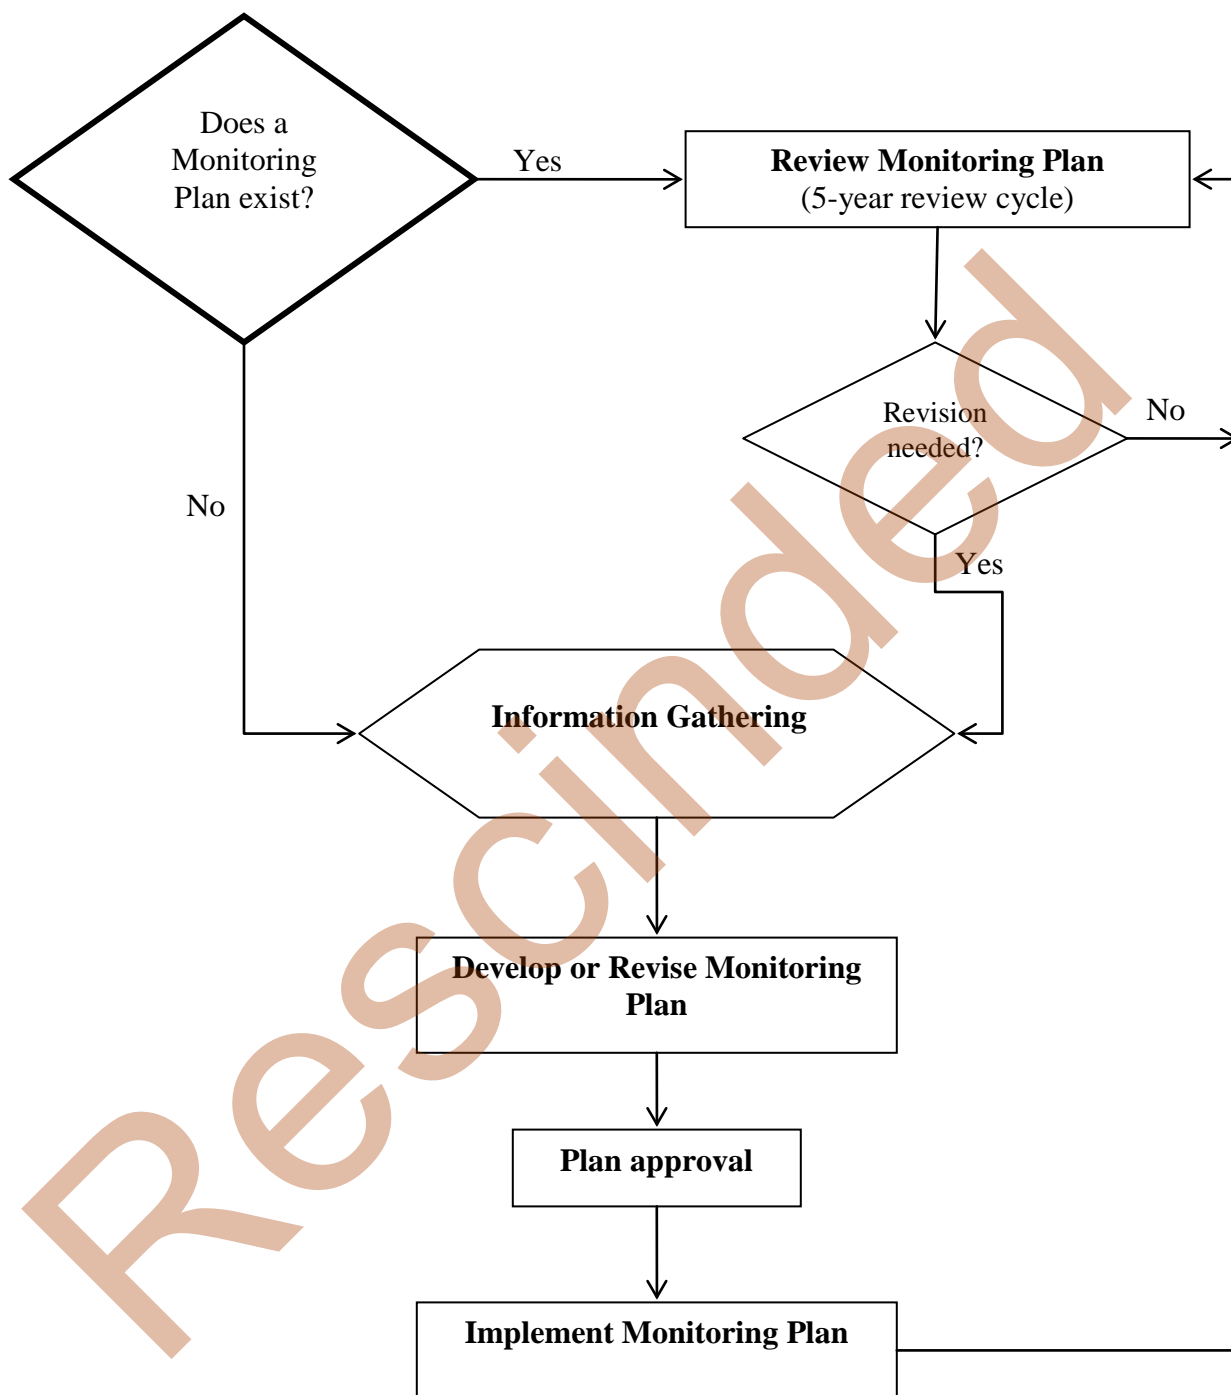 Does a
Monitoring
Plan exist?
Yes
Review Monitoring Plan
(5-year review cycle)
Revision
needed?
No
No
Yes
Information Gathering
Develop or Revise Monitoring
Plan
Plan approval
Implement Monitoring Plan
Rescinded